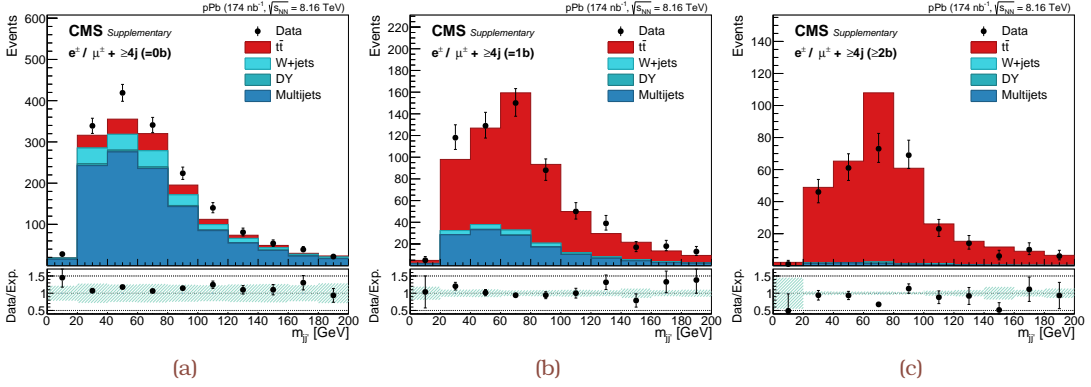 pPb (174 nb⁻¹, √s_NN = 8.16 TeV)
Events
600
500
400
300
200
100
CMS Supplementary
e± / μ± + ≥4j (=0b)
Data
tt̄
W+jets
DY
Multijets
Data/Exp.
1.5
1
0.5
0 20 40 60 80 100 120 140 160 180 200
m_jj' [GeV]
(a)
pPb (174 nb⁻¹, √s_NN = 8.16 TeV)
Events
220
200
180
160
140
120
100
80
60
40
20
CMS Supplementary
e± / μ± + ≥4j (=1b)
Data
tt̄
W+jets
DY
Multijets
Data/Exp.
1.5
1
0.5
0 20 40 60 80 100 120 140 160 180 200
m_jj' [GeV]
(b)
pPb (174 nb⁻¹, √s_NN = 8.16 TeV)
Events
140
120
100
80
60
40
20
CMS Supplementary
e± / μ± + ≥4j (≥2b)
Data
tt̄
W+jets
DY
Multijets
Data/Exp.
1.5
1
0.5
0 20 40 60 80 100 120 140 160 180 200
m_jj' [GeV]
(c)